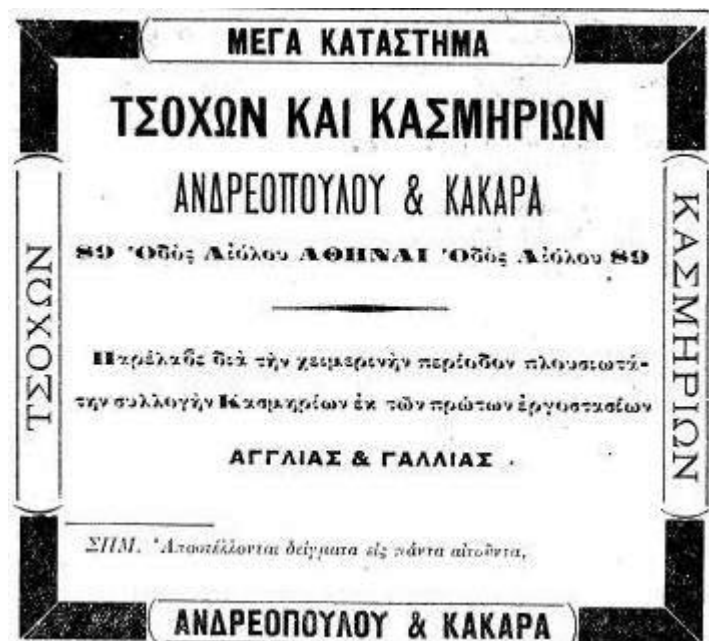 ΜΕΓΑ ΚΑΤΑΣΤΗΜΑ
ΤΣΟΧΩΝ ΚΑΙ ΚΑΣΜΗΡΙΩΝ
ΑΝΔΡΕΟΠΟΥΛΟΥ & ΚΑΚΑΡΑ
89 Ὁδὸς Αἰόλου ΑΘΗΝΑΙ Ὁδὸς Αἰόλου 89
Παρέλαβε διὰ τὴν χειμερινὴν περίοδον πλουσιωτά-
την συλλογὴν Κασμηρίων ἐκ τῶν πρώτων ἐργοστασίων
ΑΓΓΛΙΑΣ & ΓΑΛΛΙΑΣ.
ΣΗΜ. Ἀποστέλλονται δείγματα εἰς πάντα αἰτοῦντα,
ΤΣΟΧΩΝ
ΚΑΣΜΗΡΙΩΝ
ΑΝΔΡΕΟΠΟΥΛΟΥ & ΚΑΚΑΡΑ